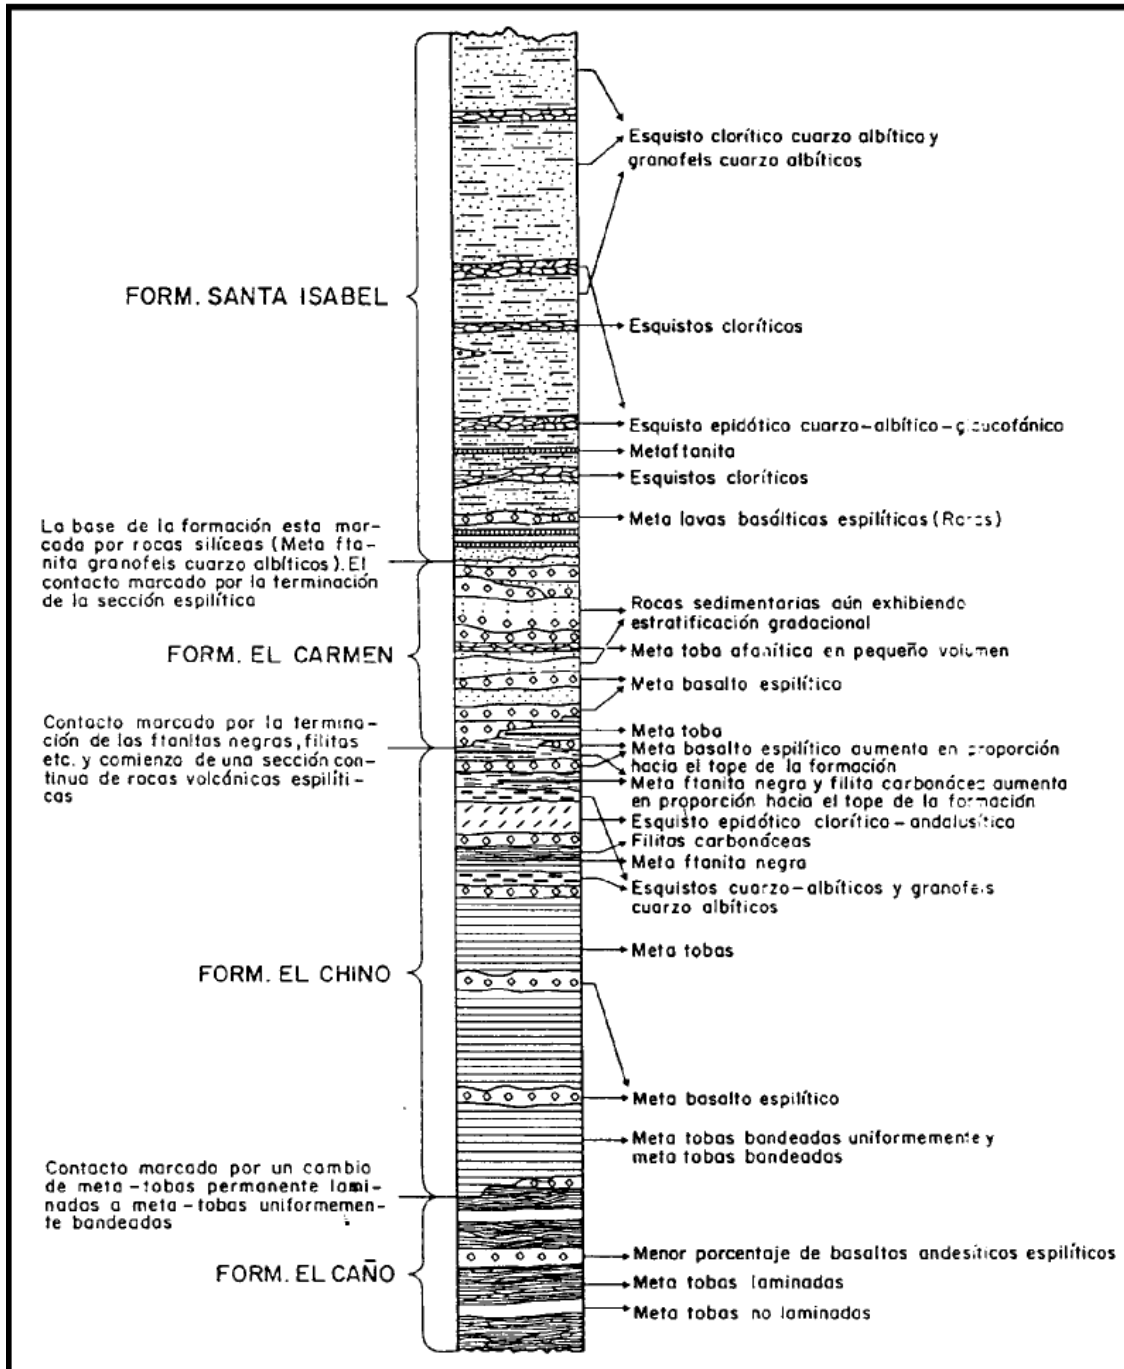 Esquisto clorítico cuarzo albítico y
granofels cuarzo albíticos
FORM. SANTA ISABEL
Esquistos cloríticos
Esquisto epidótico cuarzo-albítico-glaucofánico
Metaftanita
Esquistos cloríticos
Meta lavas basálticas espilíticas (Raras)
La base de la formación esta mar-
cada por rocas silíceas (Meta fta-
nita granofels cuarzo albíticos). El
contacto marcado por la terminación
de la sección espilítica
Rocas sedimentarias aún exhibiendo
estratificación gradacional
FORM. EL CARMEN
Meta toba afanítica en pequeño volumen
Meta basalto espilítico
Contacto marcado por la termina-
ción de las ftanitas negras, filitas
etc. y comienzo de una sección con-
tinua de rocas volcánicas espilíti-
cas
Meta toba
Meta basalto espilítico aumenta en proporción
hacia el tope de la formación
Meta ftanita negra y filita carbonácea aumenta
en proporción hacia el tope de la formación
Esquisto epidótico clorítico-andalusítica
Filitas carbonáceas
Meta ftanita negra
Esquistos cuarzo-albíticos y granofels
cuarzo albíticos
Meta tobas
FORM. EL CHINO
Meta basalto espilítico
Meta tobas bandeadas uniformemente y
meta tobas bandeadas
Contacto marcado por un cambio
de meta-tobas permanente lami-
nadas a meta-tobas uniformemen-
te bandeadas
Menor porcentaje de basaltos andesíticos espilíticos
FORM. EL CAÑO
Meta tobas laminadas
Meta tobas no laminadas